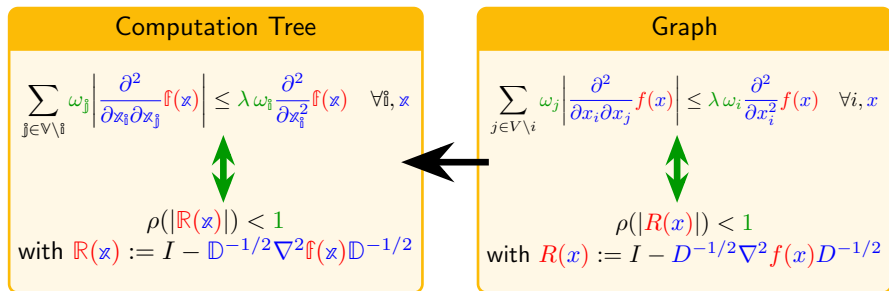 Computation Tree
∑_{𝕛∈𝕍\𝕚} ω_𝕛 | ∂²/∂𝕩_𝕚∂𝕩_𝕛 𝕗(𝕩) | ≤ λ ω_𝕚 ∂²/∂𝕩_𝕚² 𝕗(𝕩) ∀𝕚, 𝕩
ρ(|ℝ(𝕩)|) < 1
with ℝ(𝕩) := I − 𝔻^{−1/2}∇²𝕗(𝕩)𝔻^{−1/2}
Graph
∑_{j∈V\i} ω_j | ∂²/∂x_i∂x_j f(x) | ≤ λ ω_i ∂²/∂x_i² f(x) ∀i, x
ρ(|R(x)|) < 1
with R(x) := I − D^{−1/2}∇²f(x)D^{−1/2}